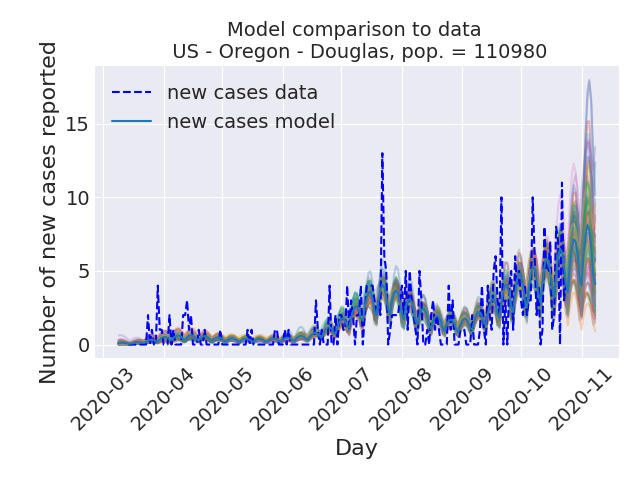 Model comparison to data
US - Oregon - Douglas, pop. = 110980
new cases data
new cases model
Number of new cases reported
15
10
5
0
2020-03
2020-04
2020-05
2020-06
2020-07
2020-08
2020-09
2020-10
2020-11
Day